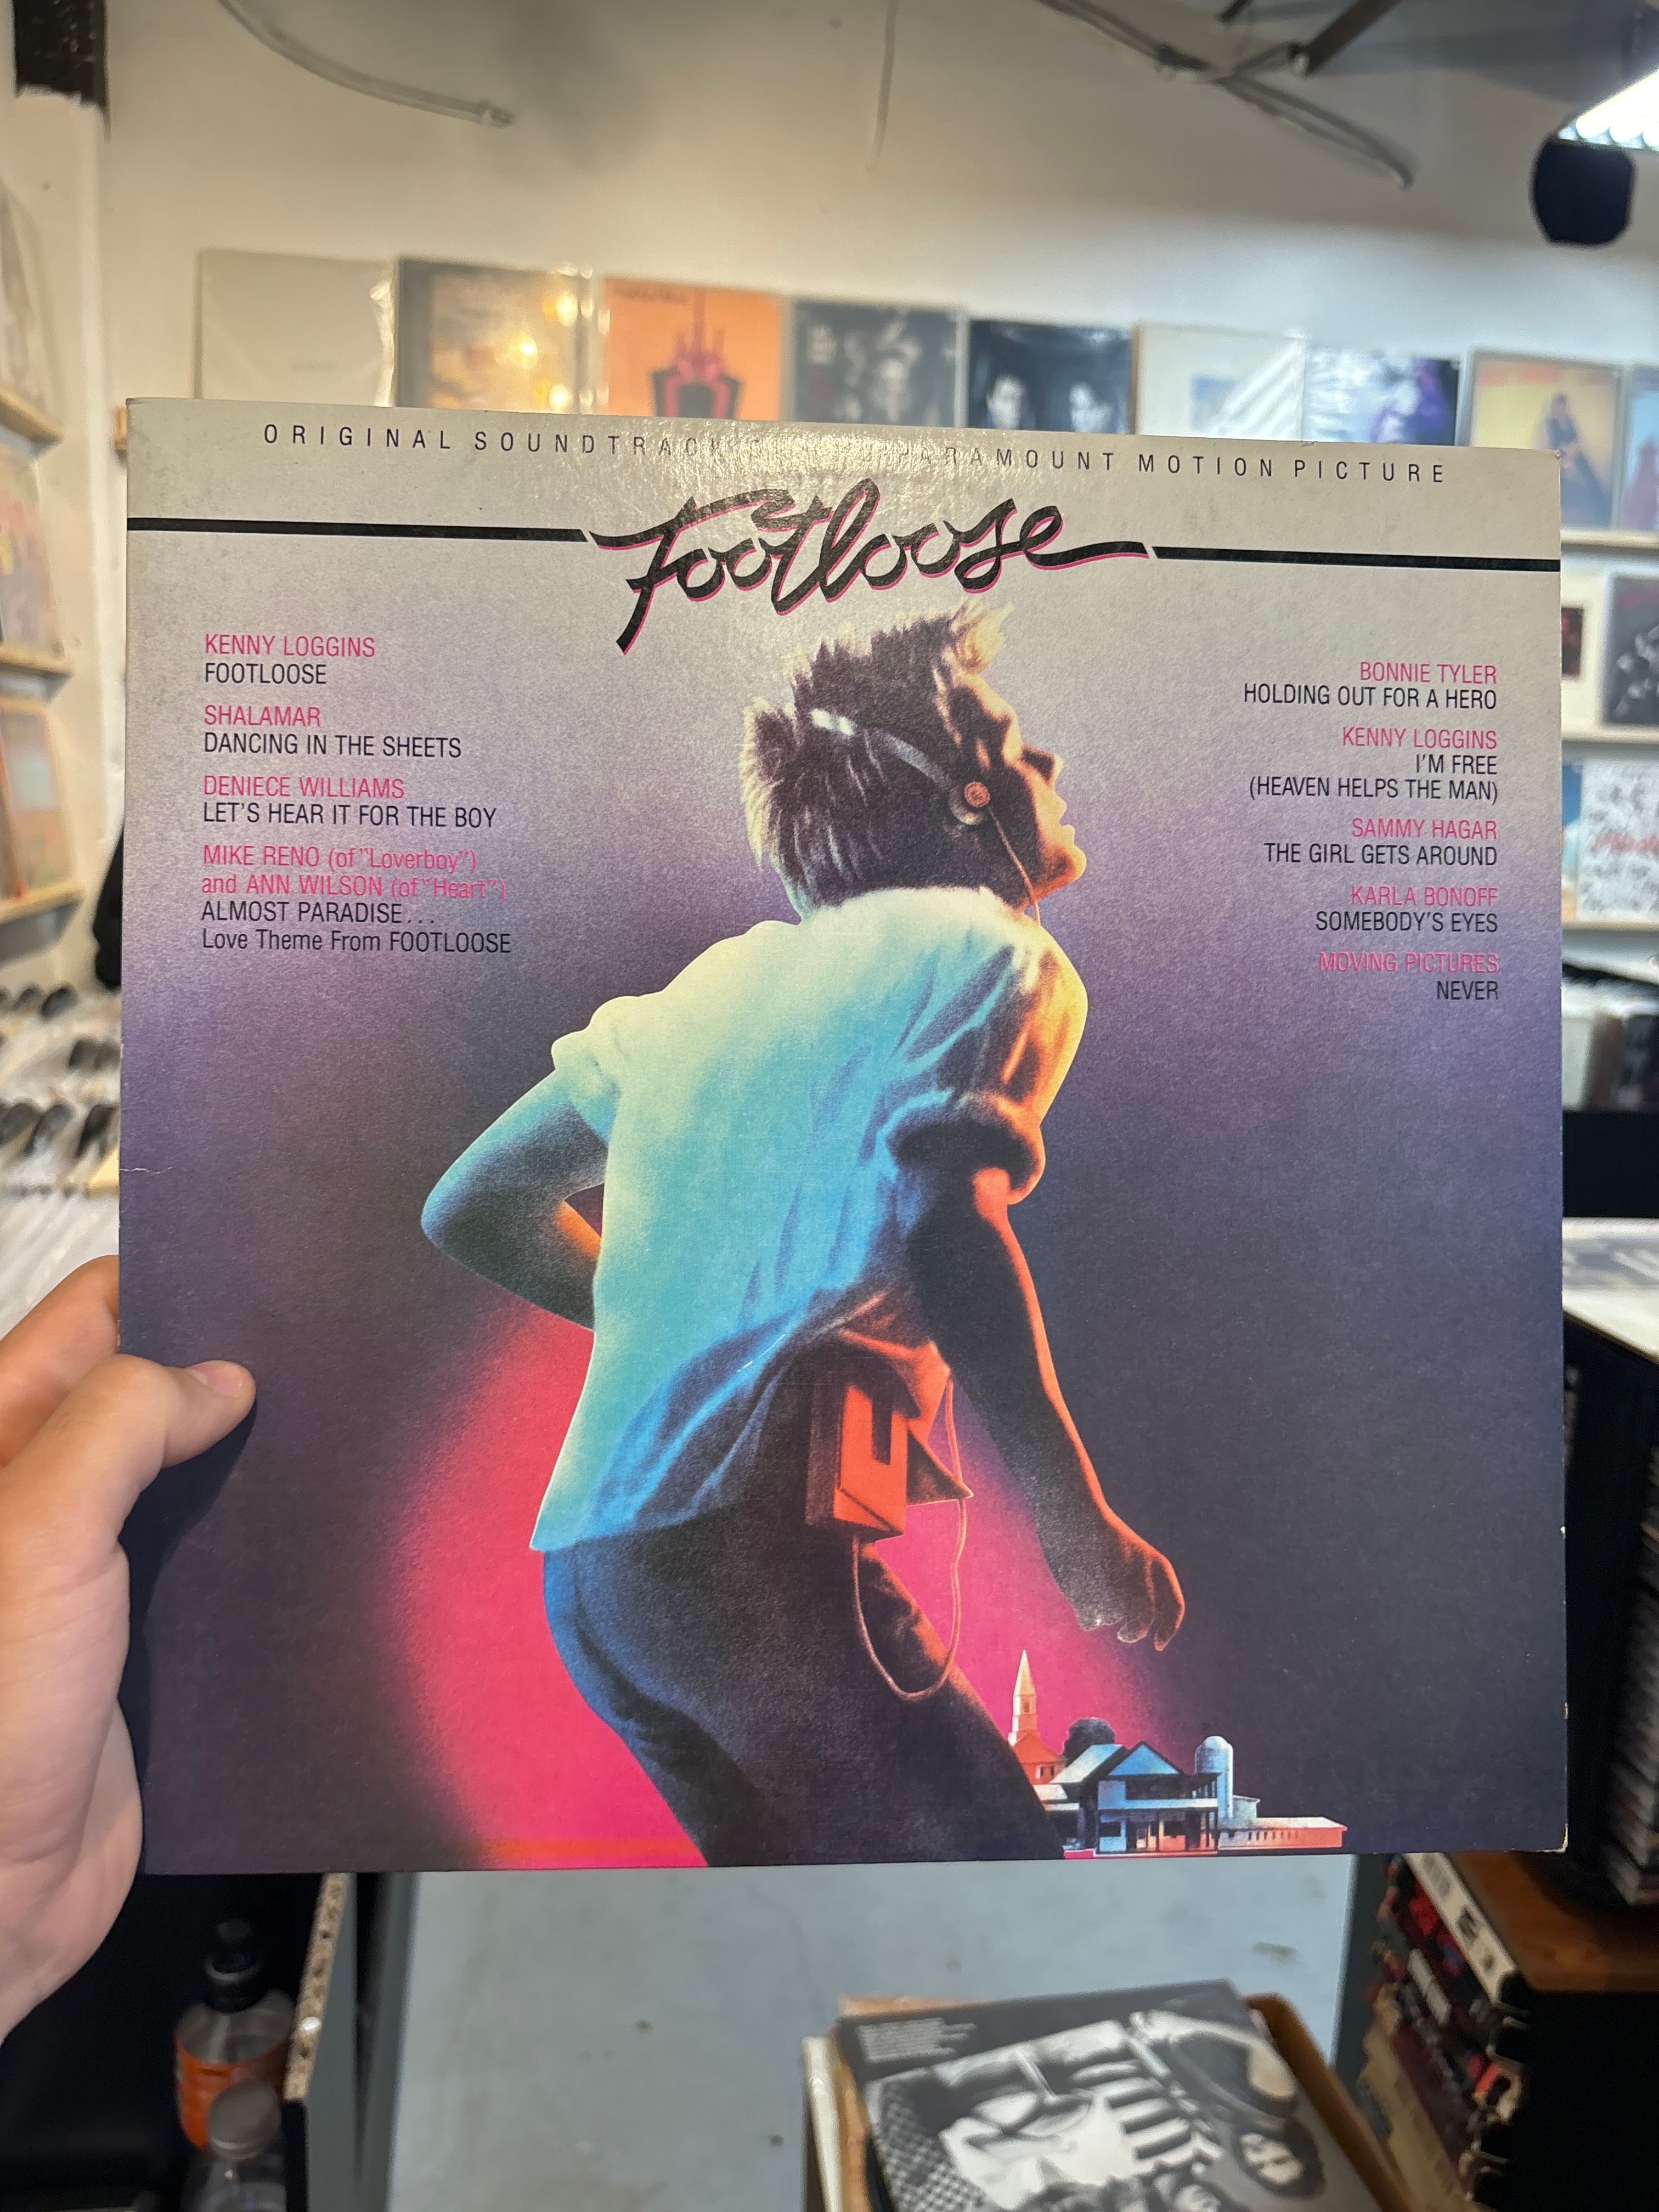 ORIGINAL SOUNDTRACK PARAMOUNT MOTION PICTURE
Footloose
KENNY LOGGINS
FOOTLOOSE
SHALAMAR
DANCING IN THE SHEETS
DENIECE WILLIAMS
LET'S HEAR IT FOR THE BOY
MIKE RENO (of "Loverboy")
and ANN WILSON (of "Heart")
ALMOST PARADISE...
Love Theme From FOOTLOOSE
BONNIE TYLER
HOLDING OUT FOR A HERO
KENNY LOGGINS
I'M FREE
(HEAVEN HELPS THE MAN)
SAMMY HAGAR
THE GIRL GETS AROUND
KARLA BONOFF
SOMEBODY'S EYES
MOVING PICTURES
NEVER